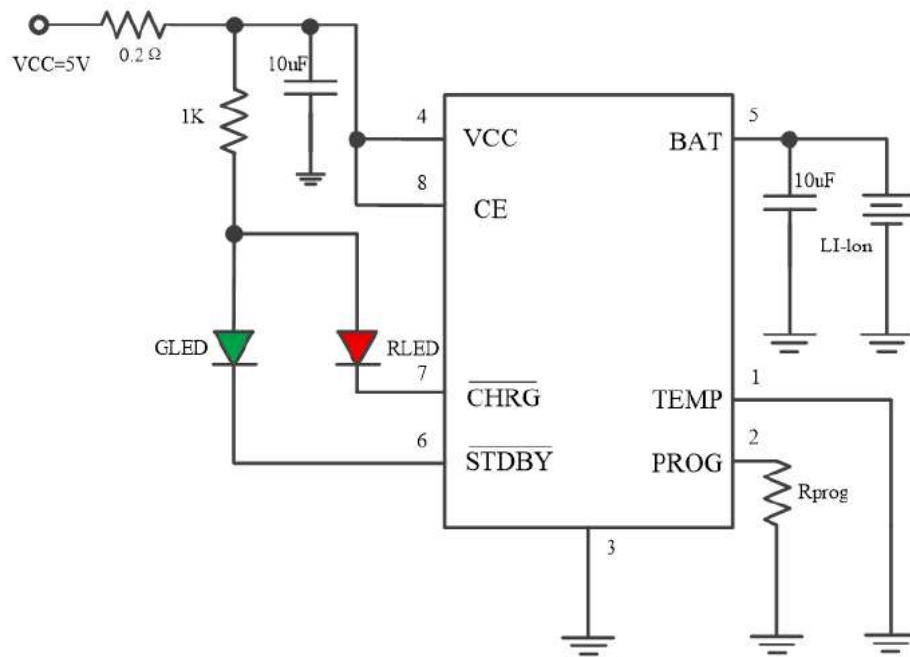 VCC=5V
0.2 Ω
10uF
1K
4
VCC
BAT
5
8
CE
10uF
LI-lon
GLED
RLED
7
CHRG
TEMP
1
6
STDBY
PROG
2
Rprog
3